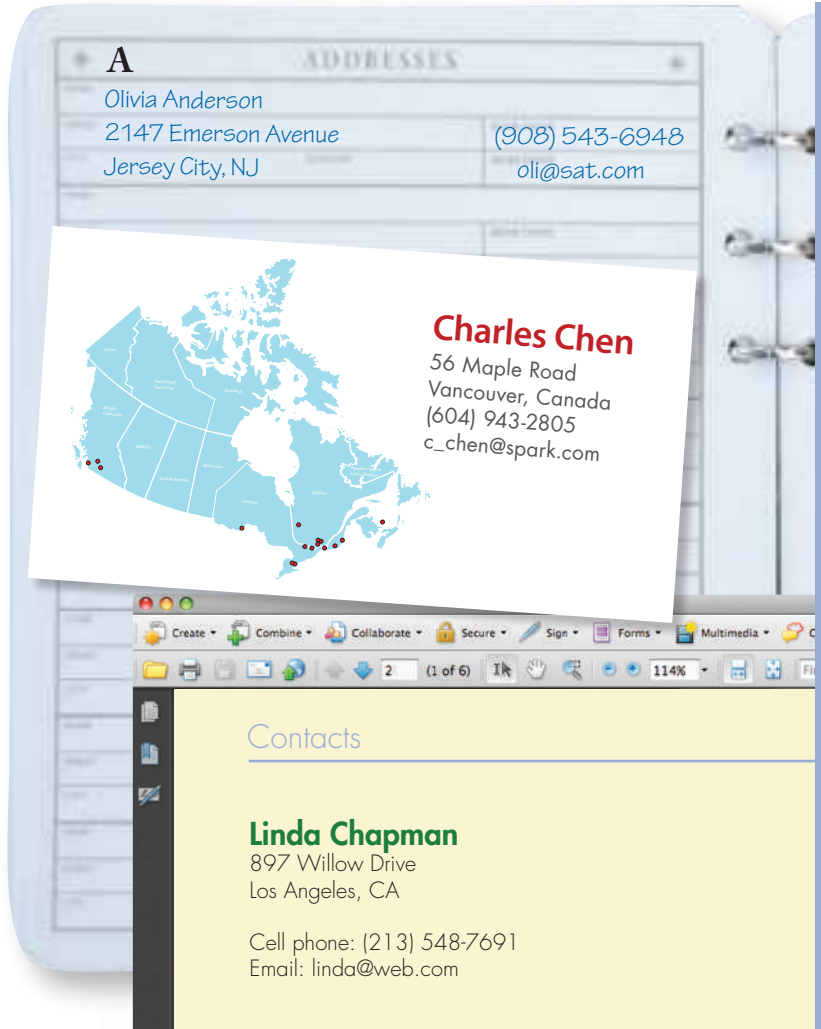 ADDRESSES
A
Olivia Anderson
2147 Emerson Avenue
(908) 543-6948
Jersey City, NJ
oli@sat.com
Charles Chen
56 Maple Road
Vancouver, Canada
(604) 943-2805
c_chen@spark.com
Create
Combine
Collaborate
Secure
Sign
Forms
Multimedia
2
(1 of 6)
114%
Contacts
Linda Chapman
897 Willow Drive
Los Angeles, CA
Cell phone: (213) 548-7691
Email: linda@web.com